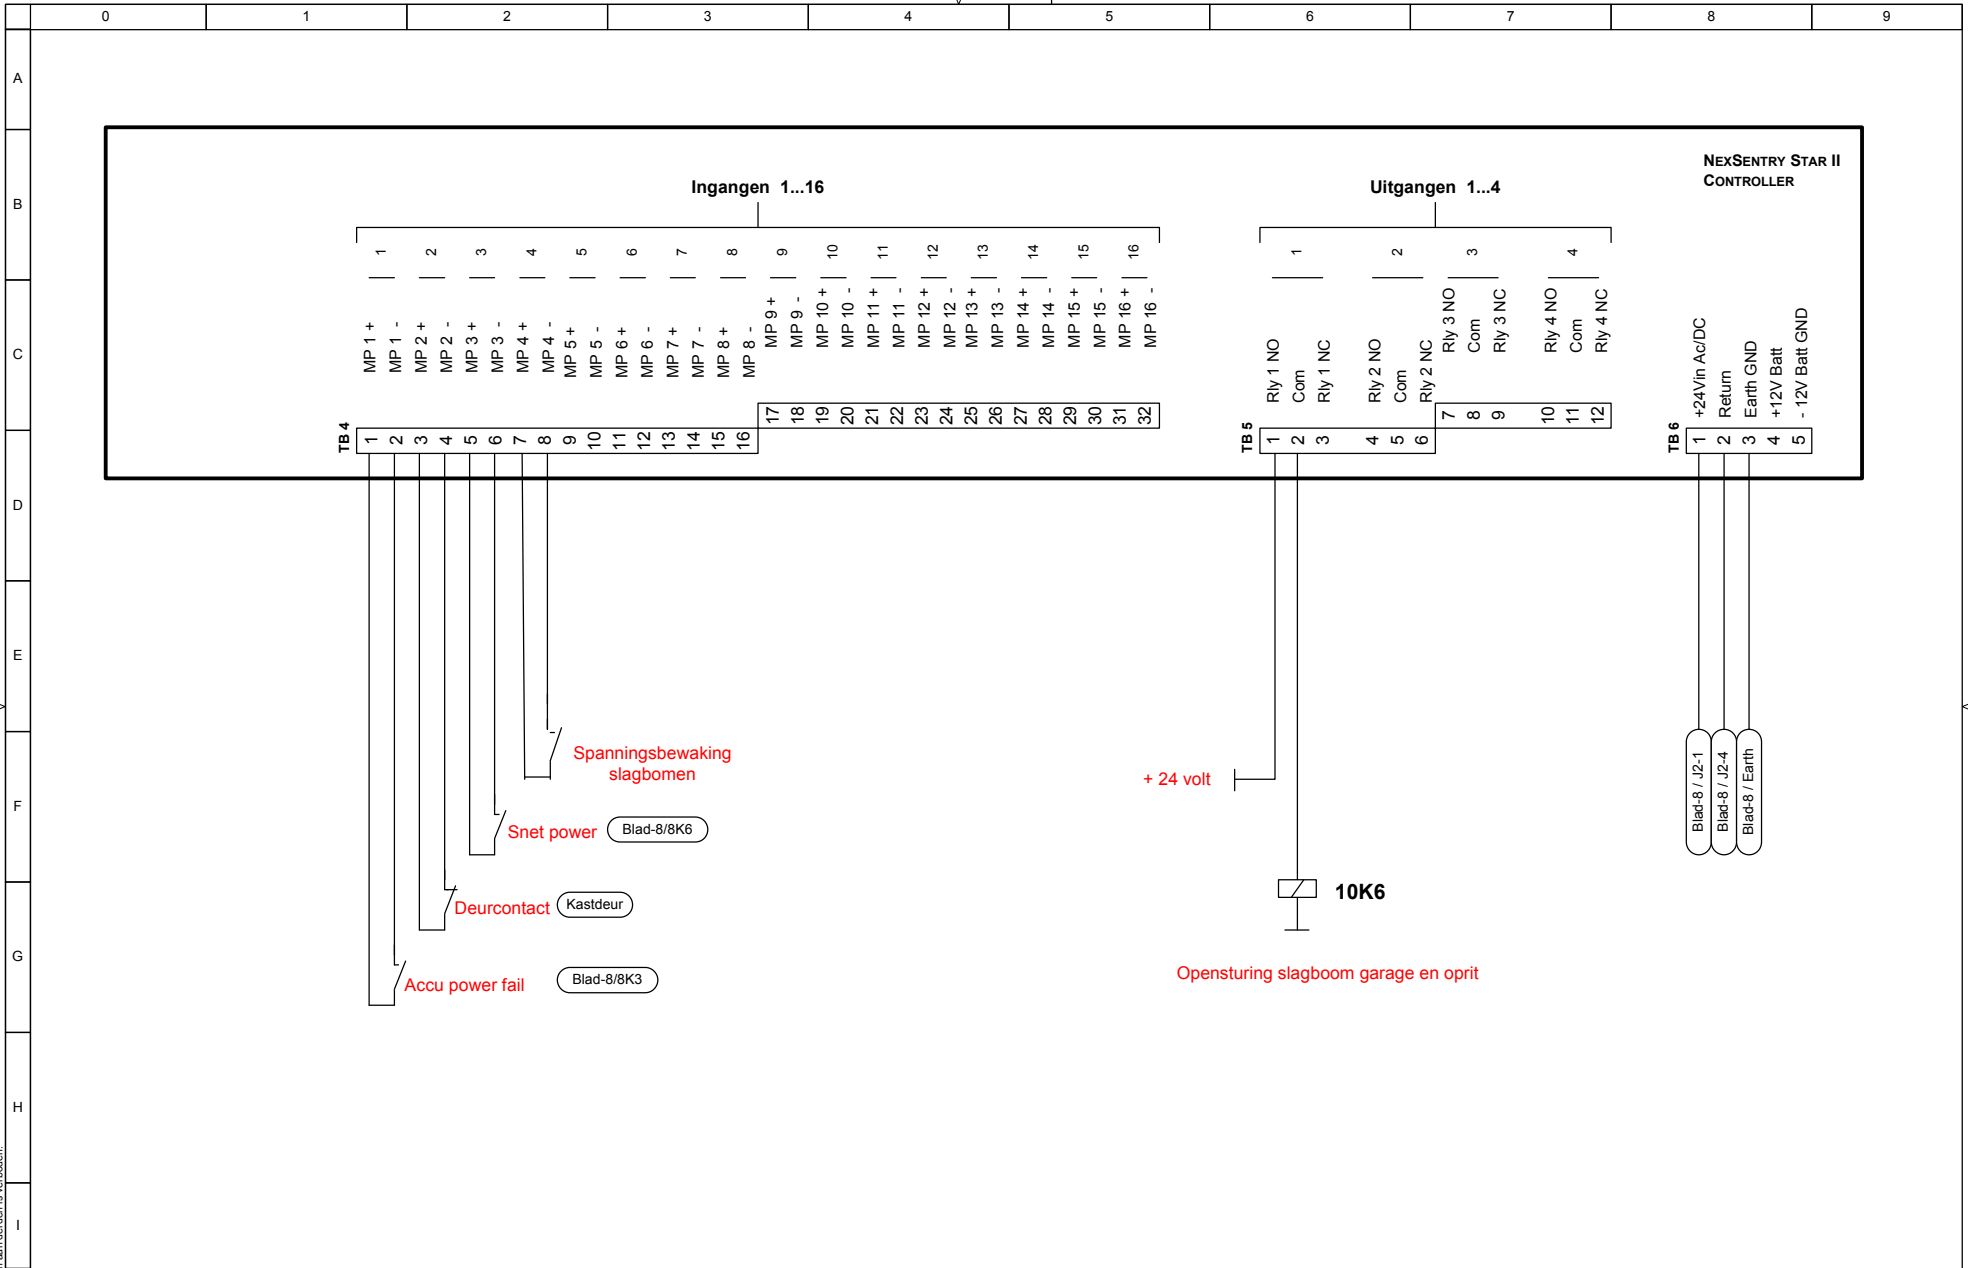 0 1 2 3 4 5 6 7 8 9
A
B
C
D
E
F
G
H
I
NEXSENTRY STAR II
CONTROLLER
Ingangen 1...16
Uitgangen 1...4
1 2 3 4 5 6 7 8 9 10 11 12 13 14 15 16
1 2 3 4
MP 1 +
MP 1 -
MP 2 +
MP 2 -
MP 3 +
MP 3 -
MP 4 +
MP 4 -
MP 5 +
MP 5 -
MP 6 +
MP 6 -
MP 7 +
MP 7 -
MP 8 +
MP 8 -
MP 9 +
MP 9 -
MP 10 +
MP 10 -
MP 11 +
MP 11 -
MP 12 +
MP 12 -
MP 13 +
MP 13 -
MP 14 +
MP 14 -
MP 15 +
MP 15 -
MP 16 +
MP 16 -
Rly 1 NO
Com
Rly 1 NC
Rly 2 NO
Com
Rly 2 NC
Rly 3 NO
Com
Rly 3 NC
Rly 4 NO
Com
Rly 4 NC
+24Vin Ac/DC
Return
Earth GND
+12V Batt
- 12V Batt GND
TB 4
1 2 3 4 5 6 7 8 9 10 11 12 13 14 15 16
17 18 19 20 21 22 23 24 25 26 27 28 29 30 31 32
TB 5
1 2 3 4 5 6
7 8 9 10 11 12
TB 6
1 2 3 4 5
Spanningsbewaking
slagbomen
Snet power
Blad-8/8K6
Deurcontact
Kastdeur
Accu power fail
Blad-8/8K3
+ 24 volt
10K6
Opensturing slagboom garage en oprit
Blad-8 / J2-1
Blad-8 / J2-4
Blad-8 / Earth